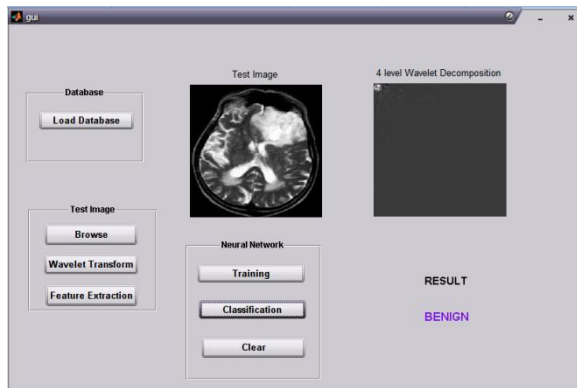 gui
Database
Load Database
Test Image
Browse
Wavelet Transform
Feature Extraction
Test Image
4 level Wavelet Decomposition
Neural Network
Training
Classification
Clear
RESULT
BENIGN